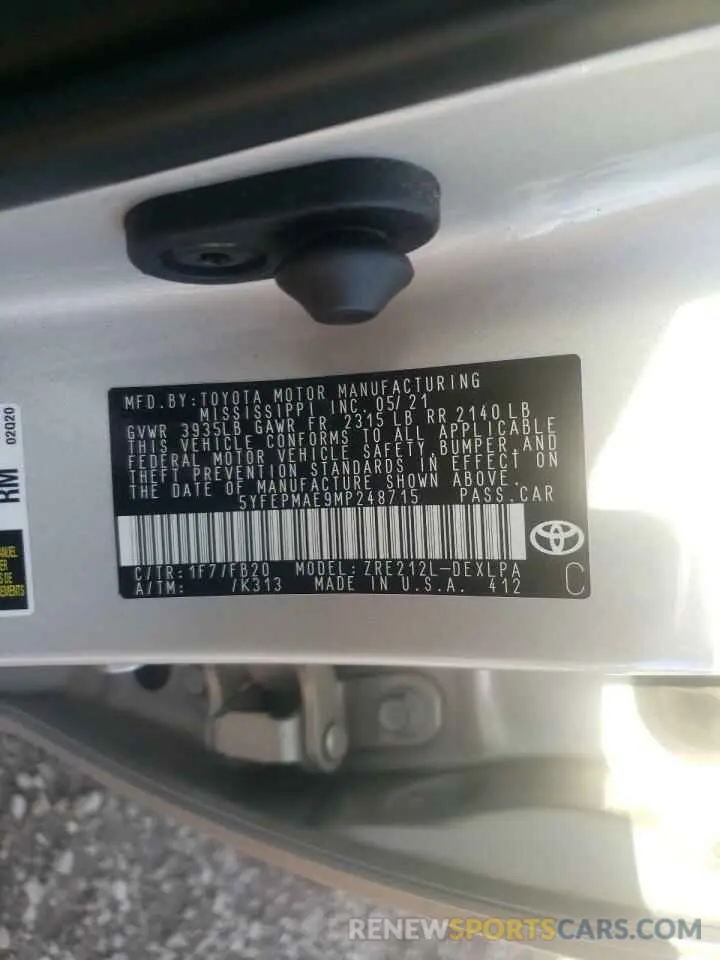 MFD. BY: TOYOTA MOTOR MANUFACTURING
MISSISSIPPI INC. 05/21
GVWR 3935LB GAWR FR 2315 LB RR 2140 LB
THIS VEHICLE CONFORMS TO ALL APPLICABLE
FEDERAL MOTOR VEHICLE SAFETY, BUMPER, AND
THEFT PREVENTION STANDARDS IN EFFECT ON
THE DATE OF MANUFACTURE SHOWN ABOVE.
5YFEPMAE9MP248715 PASS. CAR
C/TR: 1F7/FB20 MODEL: ZRE212L-DEXLPA
A/TM: /K313 MADE IN U.S.A. 412
C
02Q20
RM
RENEWSPORTSCARS.COM